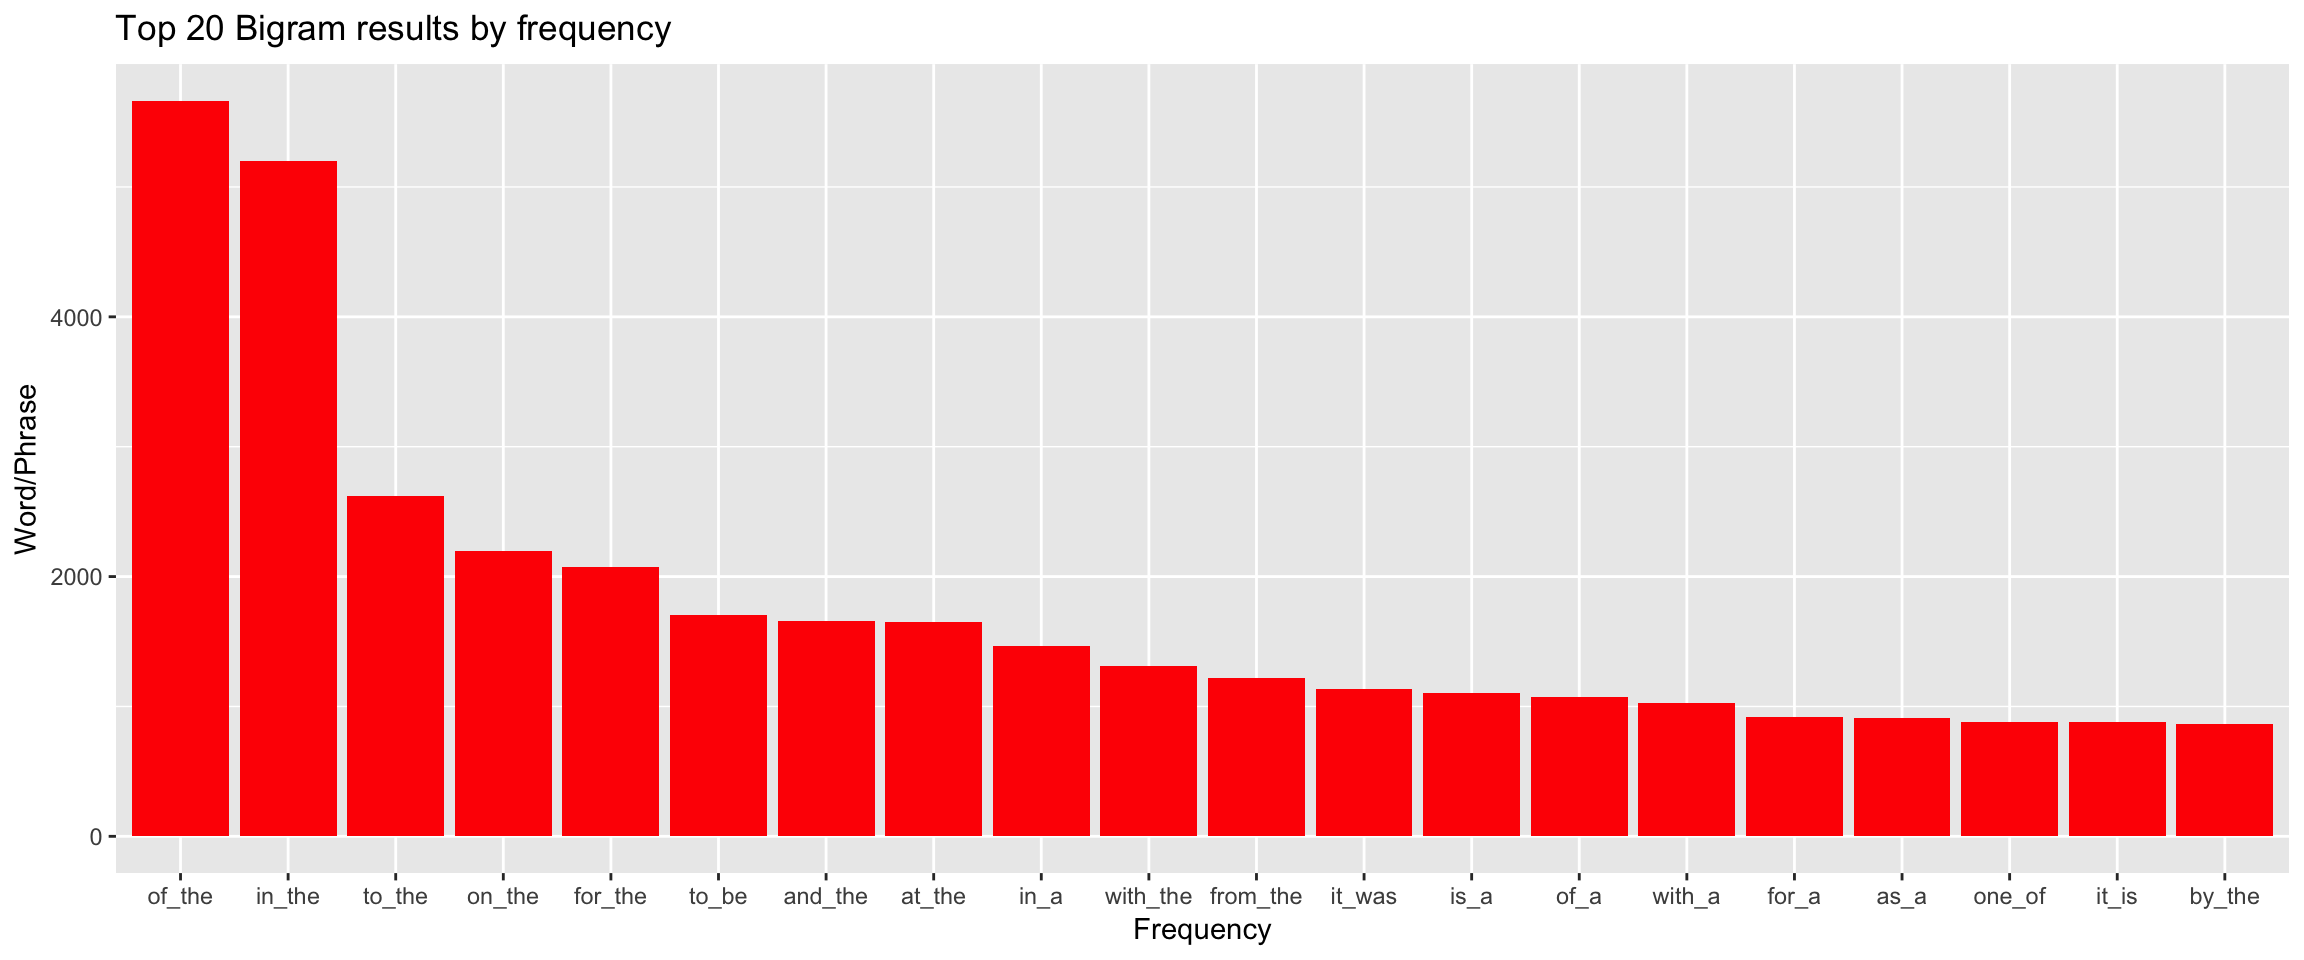 Top 20 Bigram results by frequency
Word/Phrase
4000
2000
0
of_the in_the to_the on_the for_the to_be and_the at_the in_a with_the from_the it_was is_a of_a with_a for_a as_a one_of it_is by_the
Frequency